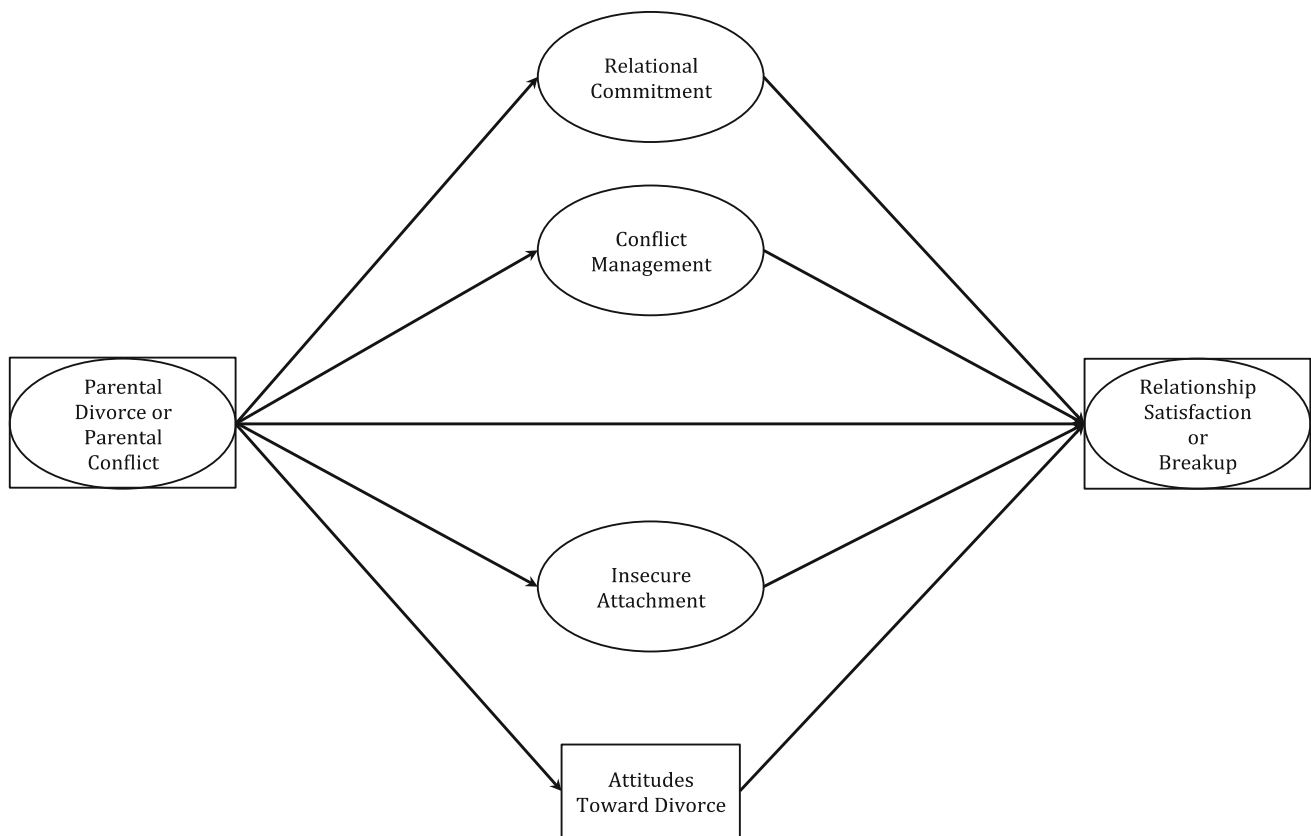 Relational
Commitment
Conflict
Management
Parental
Divorce or
Parental
Conflict
Relationship
Satisfaction
or
Breakup
Insecure
Attachment
Attitudes
Toward Divorce